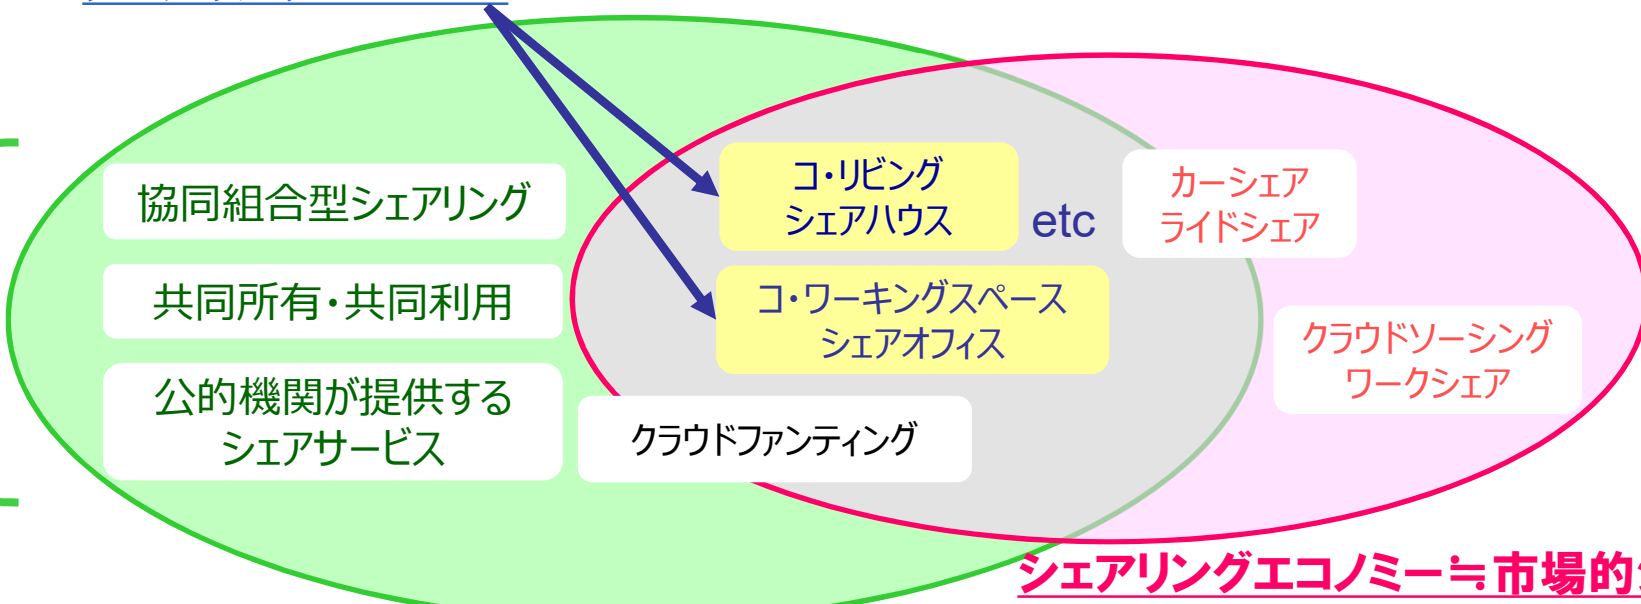 協同組合型シェアリング
共同所有・共同利用
公的機関が提供する
シェアサービス
コ・リビング
シェアハウス
etc
コ・ワーキングスペース
シェアオフィス
クラウドファンティング
カーシェア
ライドシェア
クラウドソーシング
ワークシェア
シェアリングエコノミー≒市場的